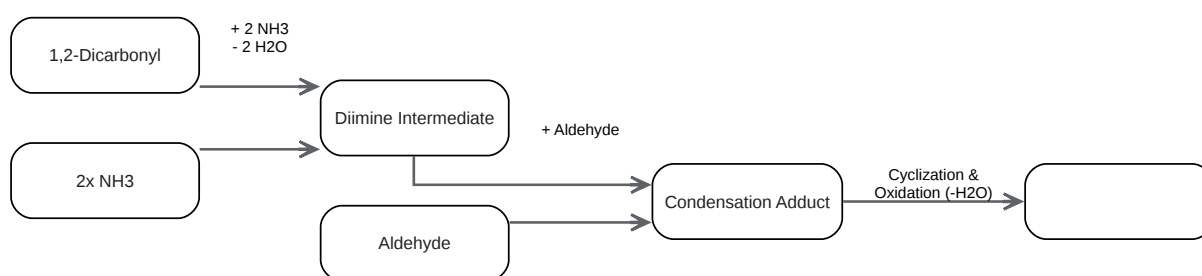 1,2-Dicarbonyl
+ 2 NH3
- 2 H2O
Diimine Intermediate
2x NH3
+ Aldehyde
Aldehyde
Condensation Adduct
Cyclization &
Oxidation (-H2O)